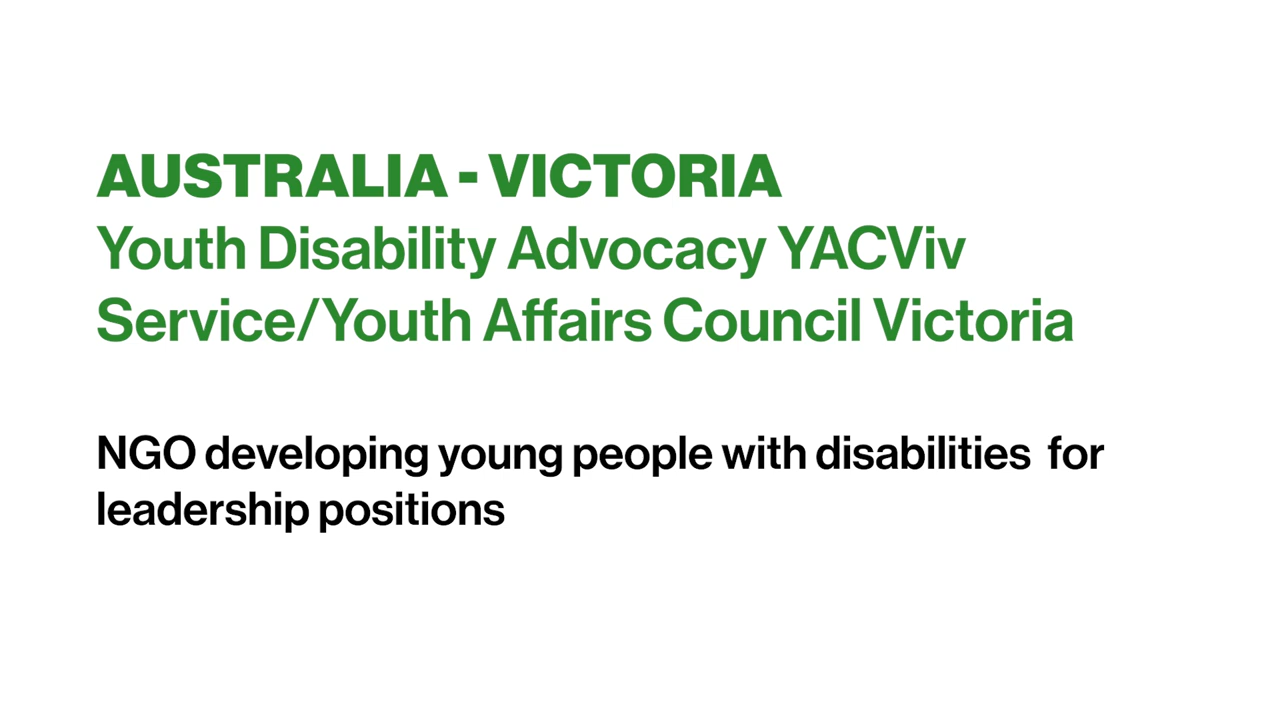 AUSTRALIA - VICTORIA
Youth Disability Advocacy YACViv
Service/Youth Affairs Council Victoria
NGO developing young people with disabilities  for
leadership positions